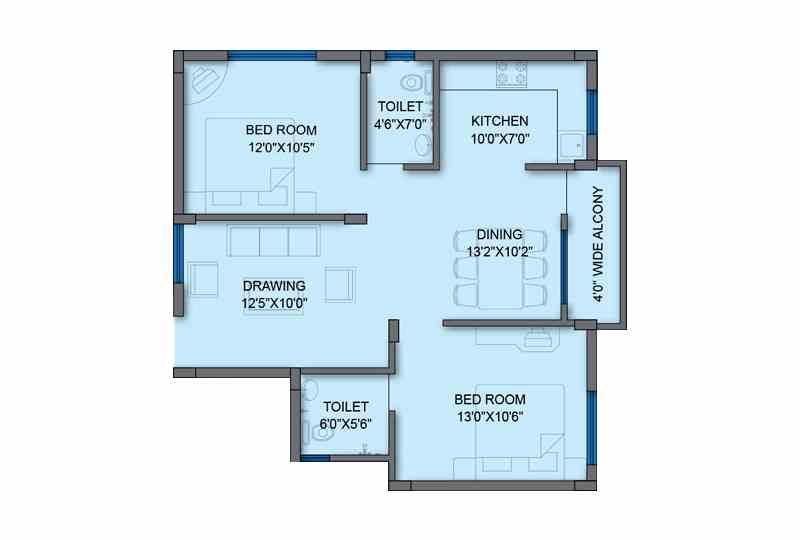 TOILET
4'6"X7'0"
KITCHEN
10'0"X7'0"
BED ROOM
12'0"X10'5"
DINING
13'2"X10'2"
4'0" WIDE ALCONY
DRAWING
12'5"X10'0"
BED ROOM
13'0"X10'6"
TOILET
6'0"X5'6"